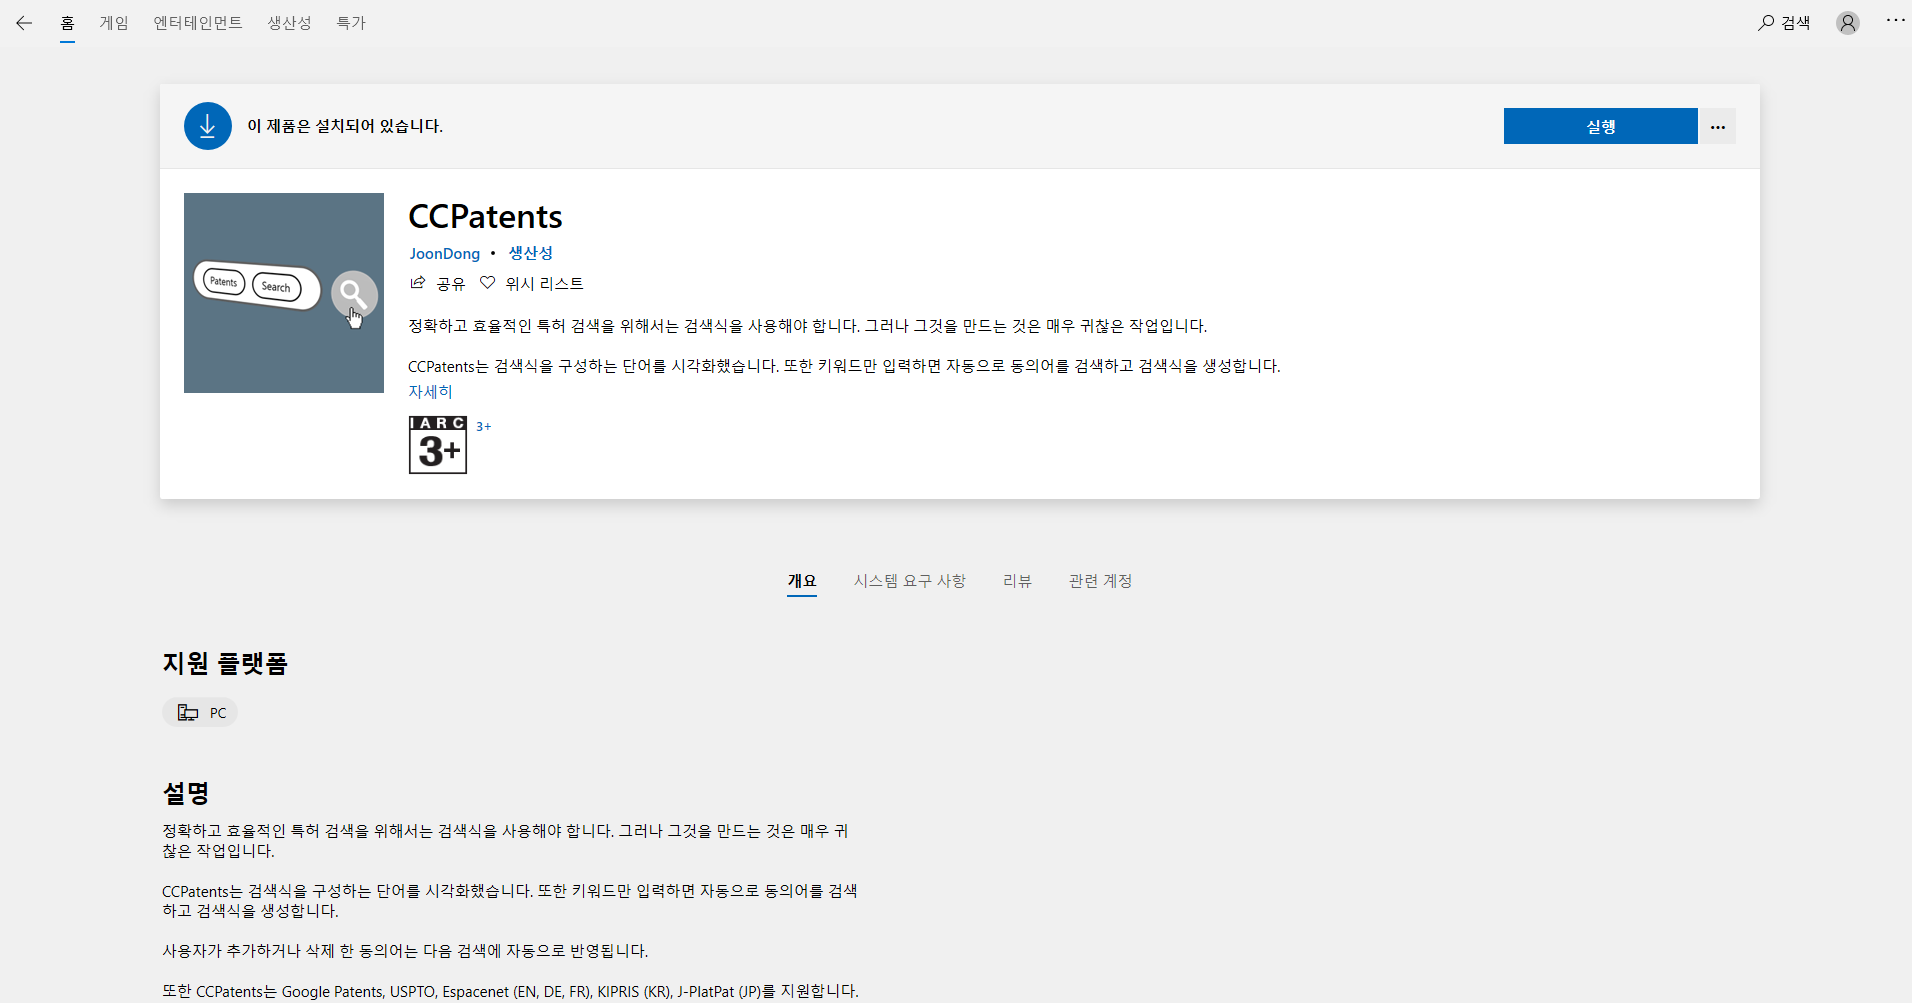 홈 게임 엔터테인먼트 생산성 특가 검색
이 제품은 설치되어 있습니다. 실행
Patents Search
CCPatents
JoonDong • 생산성
공유 위시 리스트
정확하고 효율적인 특허 검색을 위해서는 검색식을 사용해야 합니다. 그러나 그것을 만드는 것은 매우 귀찮은 작업입니다.
CCPatents는 검색식을 구성하는 단어를 시각화했습니다. 또한 키워드만 입력하면 자동으로 동의어를 검색하고 검색식을 생성합니다.
자세히
IARC
3+
3+
개요 시스템 요구 사항 리뷰 관련 계정
지원 플랫폼
PC
설명
정확하고 효율적인 특허 검색을 위해서는 검색식을 사용해야 합니다. 그러나 그것을 만드는 것은 매우 귀
찮은 작업입니다.
CCPatents는 검색식을 구성하는 단어를 시각화했습니다. 또한 키워드만 입력하면 자동으로 동의어를 검색
하고 검색식을 생성합니다.
사용자가 추가하거나 삭제 한 동의어는 다음 검색에 자동으로 반영됩니다.
또한 CCPatents는 Google Patents, USPTO, Espacenet (EN, DE, FR), KIPRIS (KR), J-PlatPat (JP)를 지원합니다.